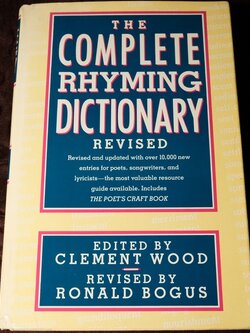 THE
COMPLETE
RHYMING
DICTIONARY
REVISED
Revised and updated with over 10,000 new
entries for poets, songwriters, and
lyricists—the most valuable resource
guide available. Includes
THE POET'S CRAFT BOOK
EDITED BY
CLEMENT WOOD
REVISED BY
RONALD BOGUS